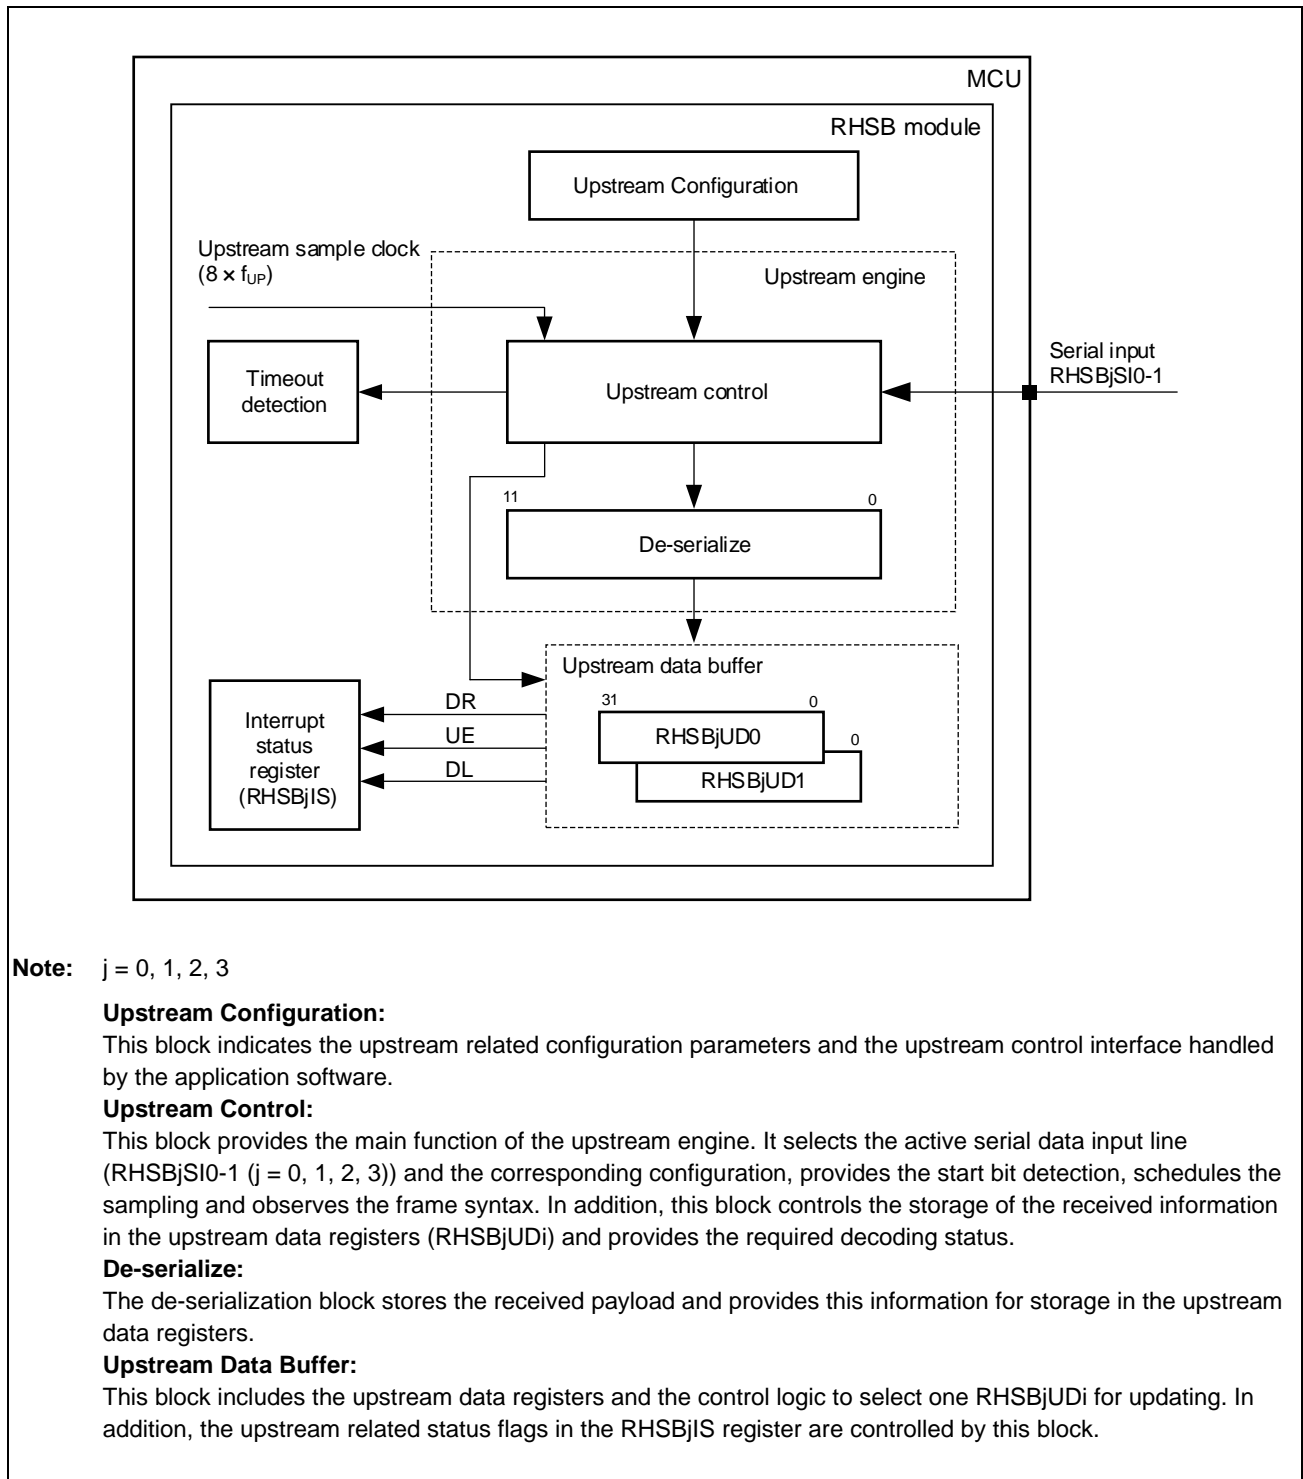 MCU
RHSB module
Upstream Configuration
Upstream sample clock
(8 × fUP)
Upstream engine
Serial input
RHSBjSI0-1
Timeout
detection
Upstream control
11
0
De-serialize
Upstream data buffer
31
0
RHSBjUD0
0
RHSBjUD1
DR
UE
DL
Interrupt
status
register
(RHSBjIS)
Note: j = 0, 1, 2, 3
Upstream Configuration:
This block indicates the upstream related configuration parameters and the upstream control interface handled
by the application software.
Upstream Control:
This block provides the main function of the upstream engine. It selects the active serial data input line
(RHSBjSI0-1 (j = 0, 1, 2, 3)) and the corresponding configuration, provides the start bit detection, schedules the
sampling and observes the frame syntax. In addition, this block controls the storage of the received information
in the upstream data registers (RHSBjUDi) and provides the required decoding status.
De-serialize:
The de-serialization block stores the received payload and provides this information for storage in the upstream
data registers.
Upstream Data Buffer:
This block includes the upstream data registers and the control logic to select one RHSBjUDi for updating. In
addition, the upstream related status flags in the RHSBjIS register are controlled by this block.